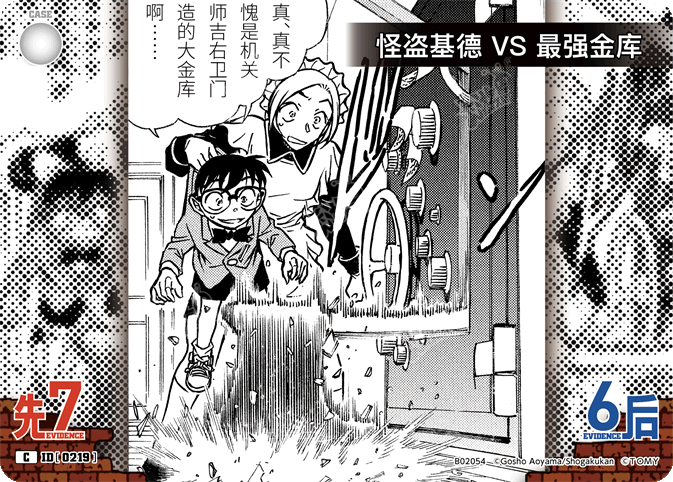 CASE
怪盗基德 VS 最强金库
真、真不
愧是机关
师吉右卫门
造的大金库
啊……
先7
EVIDENCE
6后
EVIDENCE
C ID[0219]
B02054 ©Gosho Aoyama/Shogakukan ©TOMY